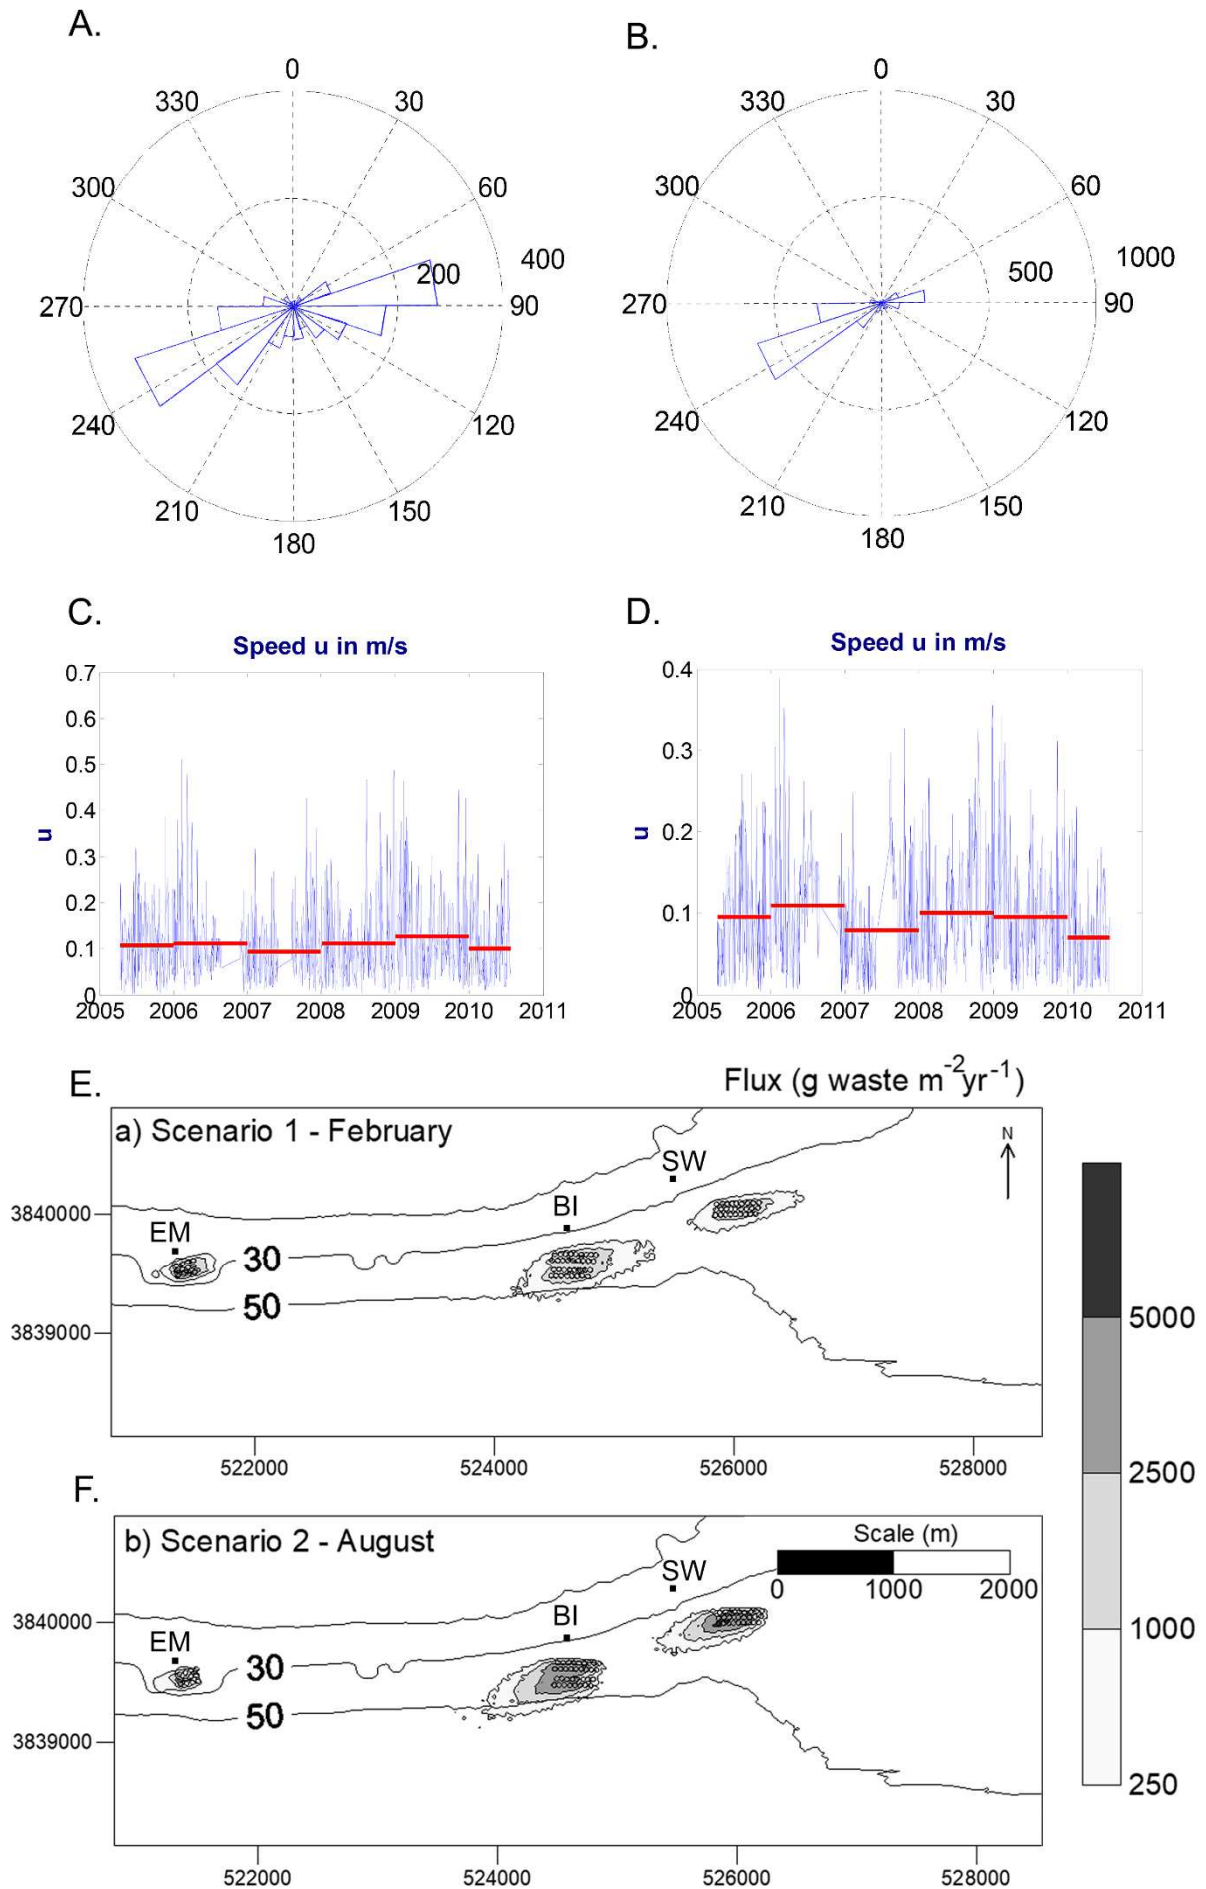 A.
B.
0
330
30
300
60
200
400
270
90
240
120
210
150
180
0
330
30
300
60
500
1000
270
90
240
120
210
150
180
C.
D.
Speed u in m/s
0.7
0.6
0.5
0.4
u
0.3
0.2
0.1
0
2005 2006 2007 2008 2009 2010 2011
Speed u in m/s
0.4
0.3
u
0.2
0.1
0
2005 2006 2007 2008 2009 2010 2011
E.
Flux (g waste m⁻²yr⁻¹)
a) Scenario 1 - February
N
SW
BI
EM
3840000
30
50
3839000
522000 524000 526000 528000
5000
2500
1000
250
F.
b) Scenario 2 - August
Scale (m)
0 1000 2000
SW
BI
EM
3840000
30
50
3839000
522000 524000 526000 528000